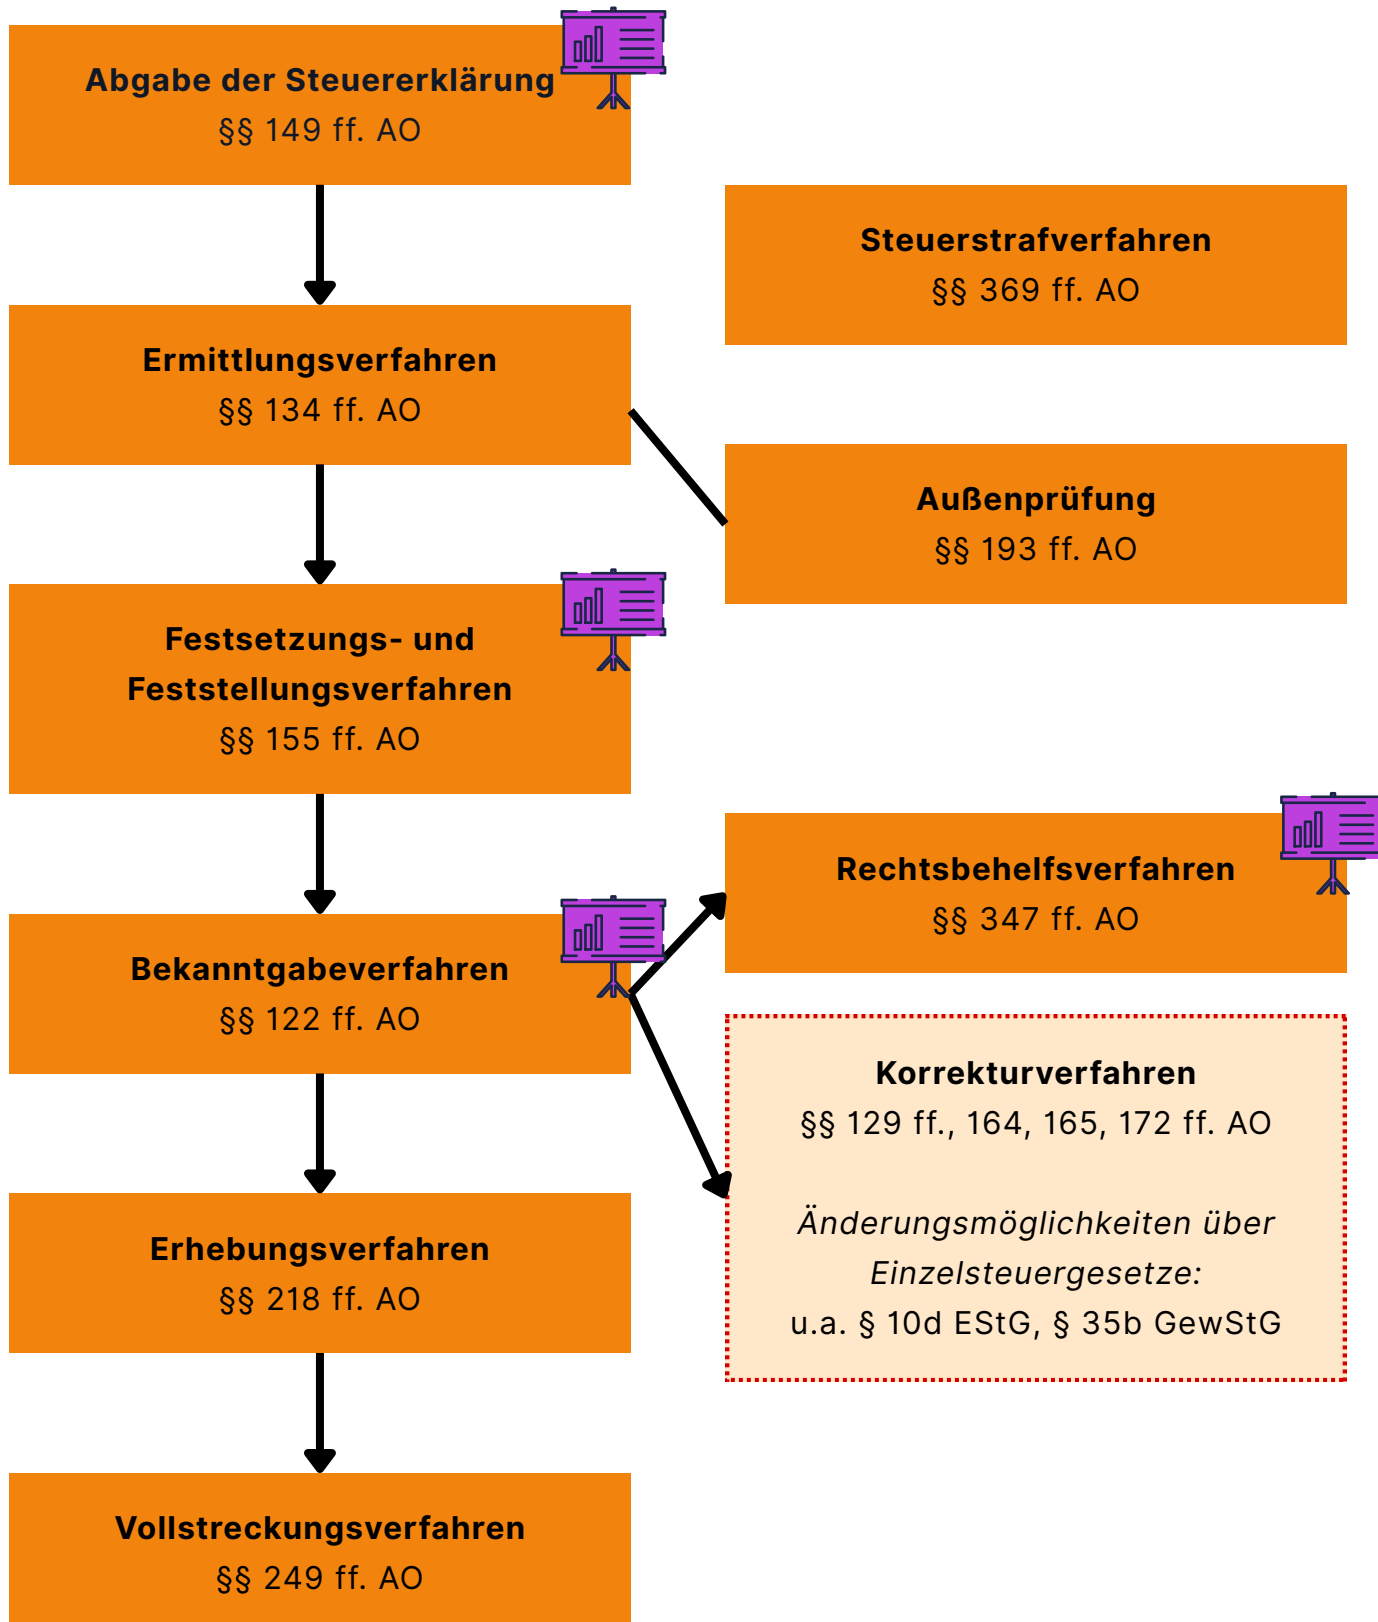 Abgabe der Steuererklärung
§§ 149 ff. AO
Steuerstrafverfahren
§§ 369 ff. AO
Ermittlungsverfahren
§§ 134 ff. AO
Außenprüfung
§§ 193 ff. AO
Festsetzungs- und
Feststellungsverfahren
§§ 155 ff. AO
Rechtsbehelfsverfahren
§§ 347 ff. AO
Bekanntgabeverfahren
§§ 122 ff. AO
Korrekturverfahren
§§ 129 ff., 164, 165, 172 ff. AO
Änderungsmöglichkeiten über
Einzelsteuergesetze:
u.a. § 10d EStG, § 35b GewStG
Erhebungsverfahren
§§ 218 ff. AO
Vollstreckungsverfahren
§§ 249 ff. AO